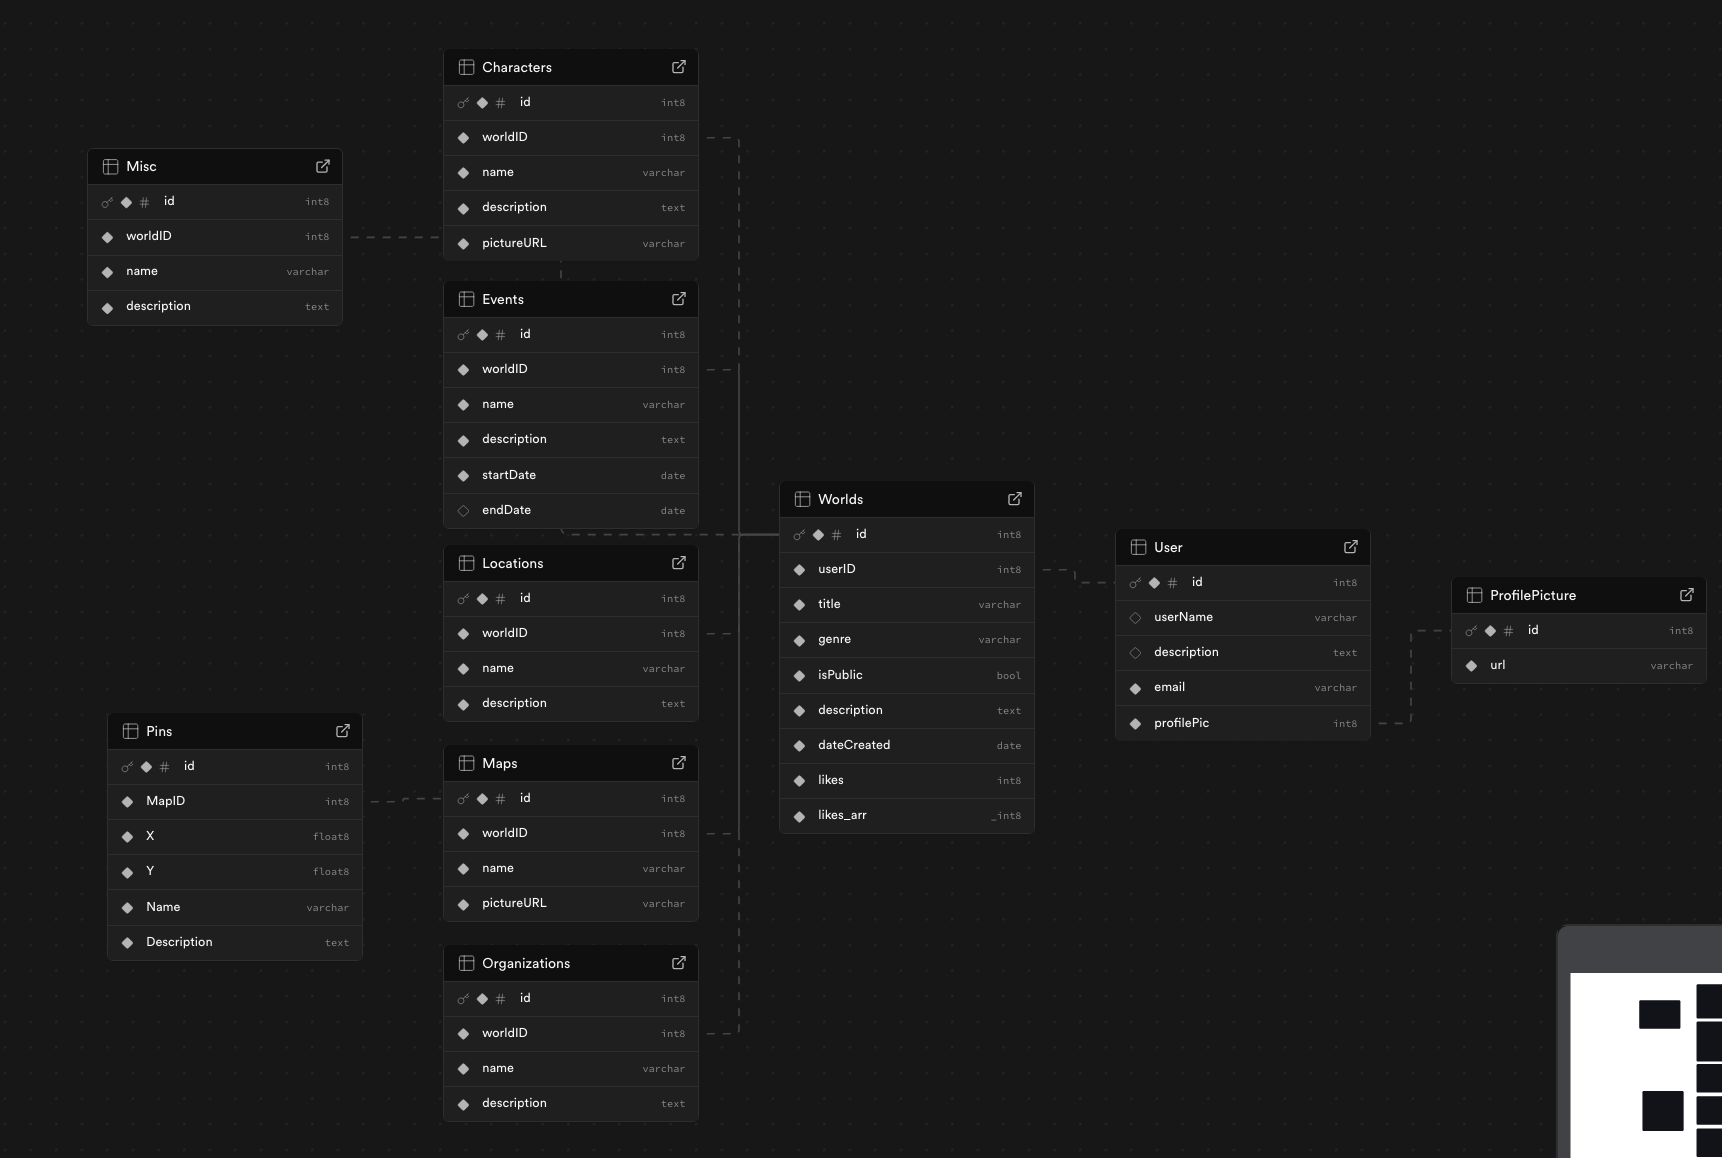 Characters
id int8
worldID int8
name varchar
description text
pictureURL varchar
Misc
id int8
worldID int8
name varchar
description text
Events
id int8
worldID int8
name varchar
description text
startDate date
endDate date
Locations
id int8
worldID int8
name varchar
description text
Pins
id int8
MapID int8
X float8
Y float8
Name varchar
Description text
Maps
id int8
worldID int8
name varchar
pictureURL varchar
Organizations
id int8
worldID int8
name varchar
description text
Worlds
id int8
userID int8
title varchar
genre varchar
isPublic bool
description text
dateCreated date
likes int8
likes_arr _int8
User
id int8
userName varchar
description text
email varchar
profilePic int8
ProfilePicture
id int8
url varchar